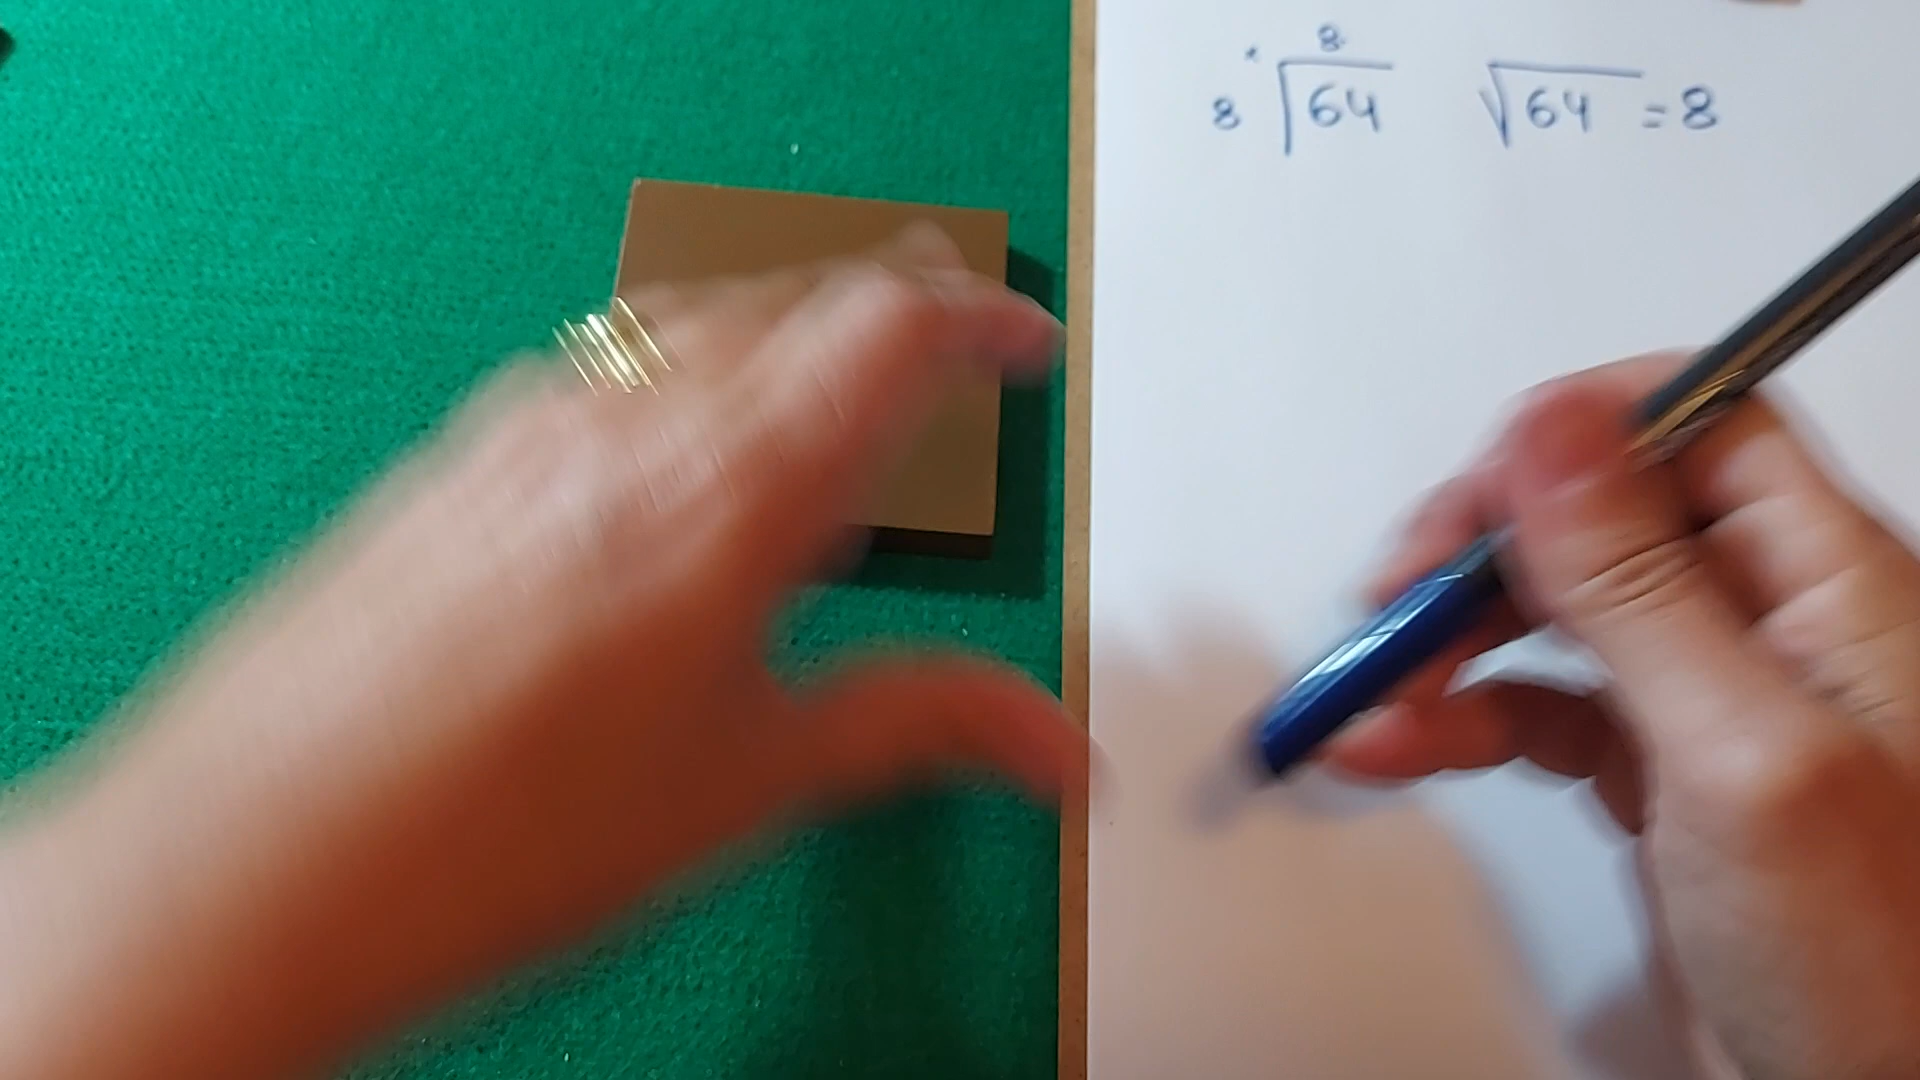 8
8 × 64 √64 = 8